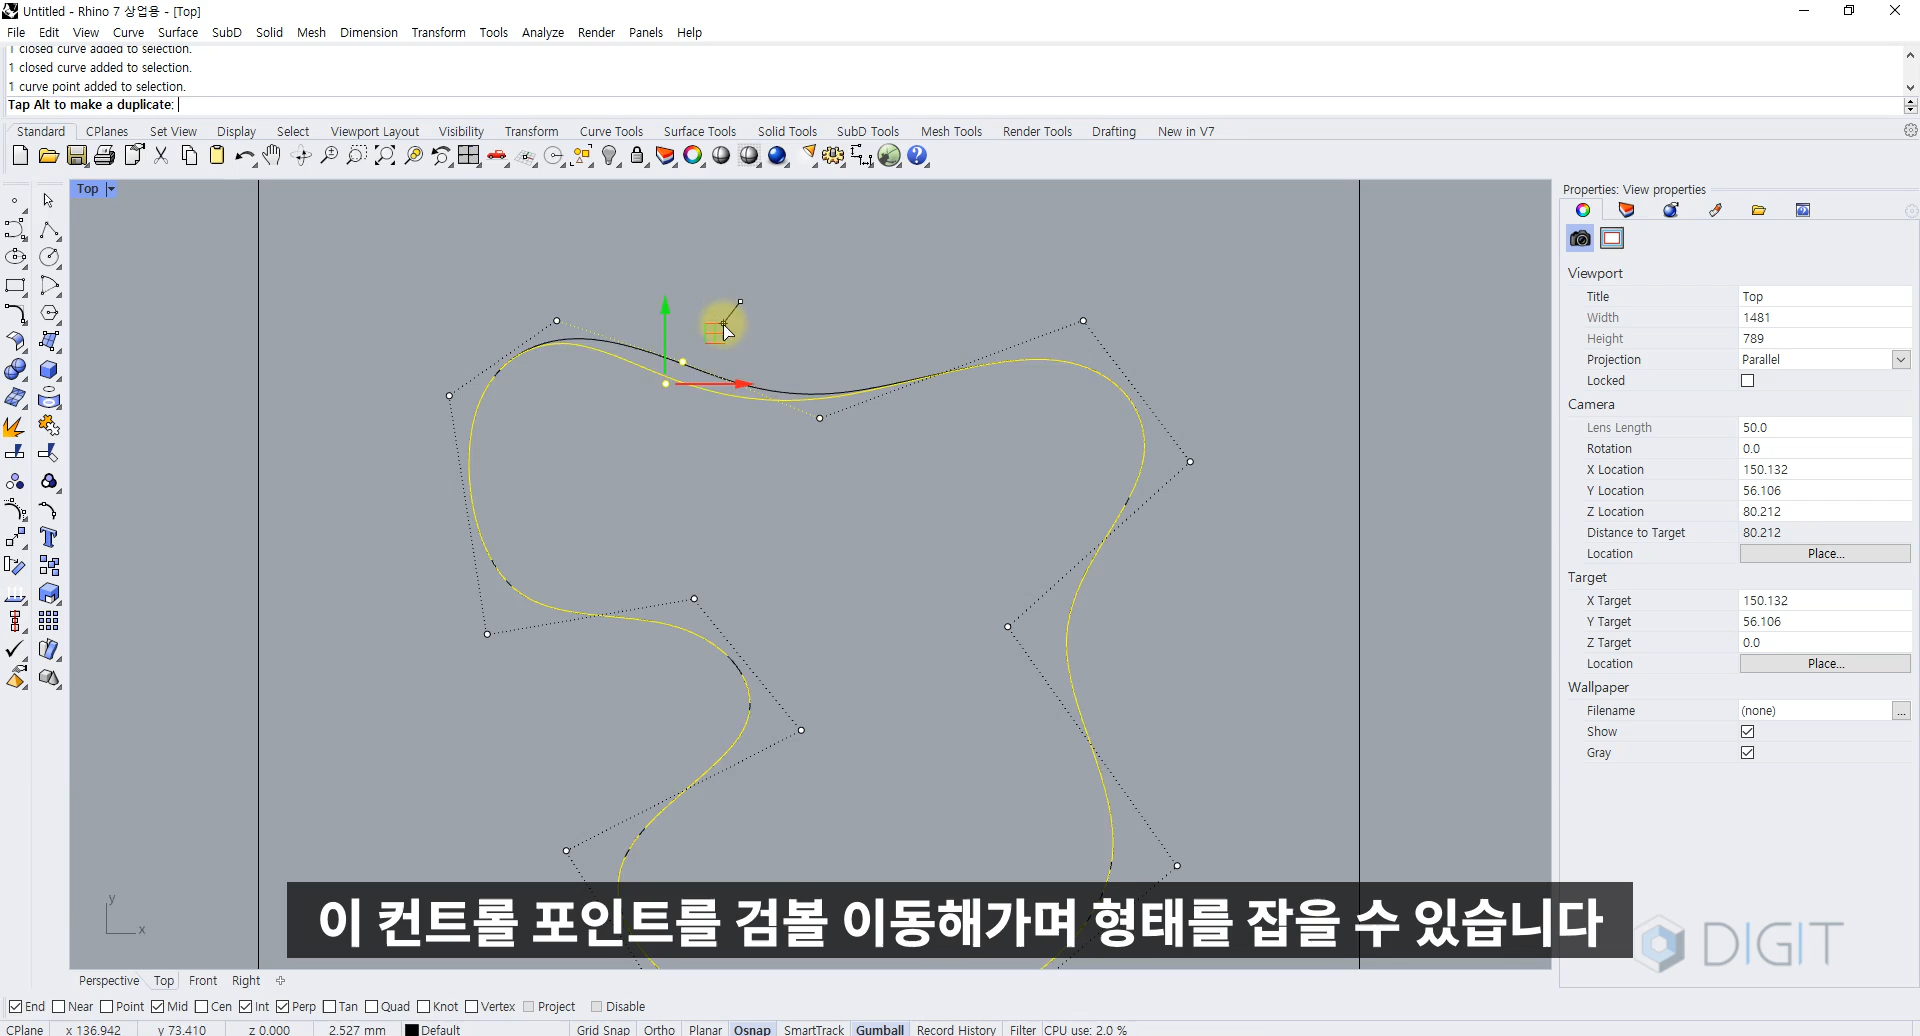 Untitled - Rhino 7 상업용 - [Top]
File Edit View Curve Surface SubD Solid Mesh Dimension Transform Tools Analyze Render Panels Help
1 closed curve added to selection.
1 closed curve added to selection.
1 curve point added to selection.
Tap Alt to make a duplicate:
Standard CPlanes Set View Display Select Viewport Layout Visibility Transform Curve Tools Surface Tools Solid Tools SubD Tools Mesh Tools Render Tools Drafting New in V7
Top
Properties: View properties
Viewport
Title Top
Width 1481
Height 789
Projection Parallel
Locked
Camera
Lens Length 50.0
Rotation 0.0
X Location 150.132
Y Location 56.106
Z Location 80.212
Distance to Target 80.212
Location Place...
Target
X Target 150.132
Y Target 56.106
Z Target 0.0
Location Place...
Wallpaper
Filename (none) ...
Show
Gray
y
x
이 컨트롤 포인트를 검볼 이동해가며 형태를 잡을 수 있습니다
DIGIT
Perspective Top Front Right
End Near Point Mid Cen Int Perp Tan Quad Knot Vertex Project Disable
CPlane x 136.942 y 73.410 z 0.000 2.527 mm Default Grid Snap Ortho Planar Osnap SmartTrack Gumball Record History Filter CPU use: 2.0 %